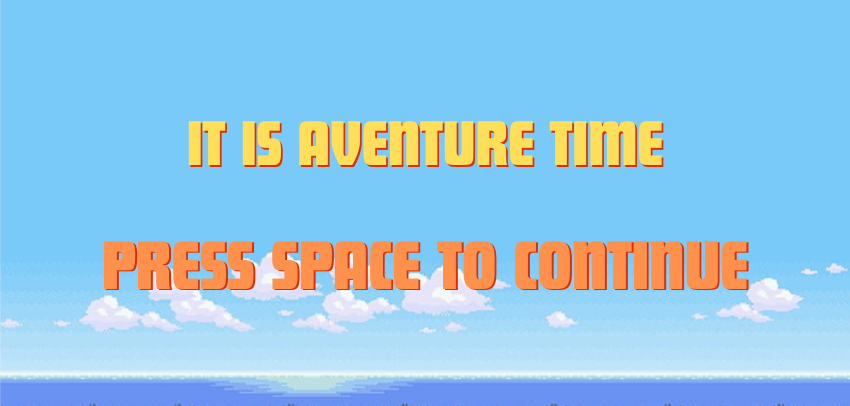 IT IS AVENTURE TIME
PRESS SPACE TO CONTINUE